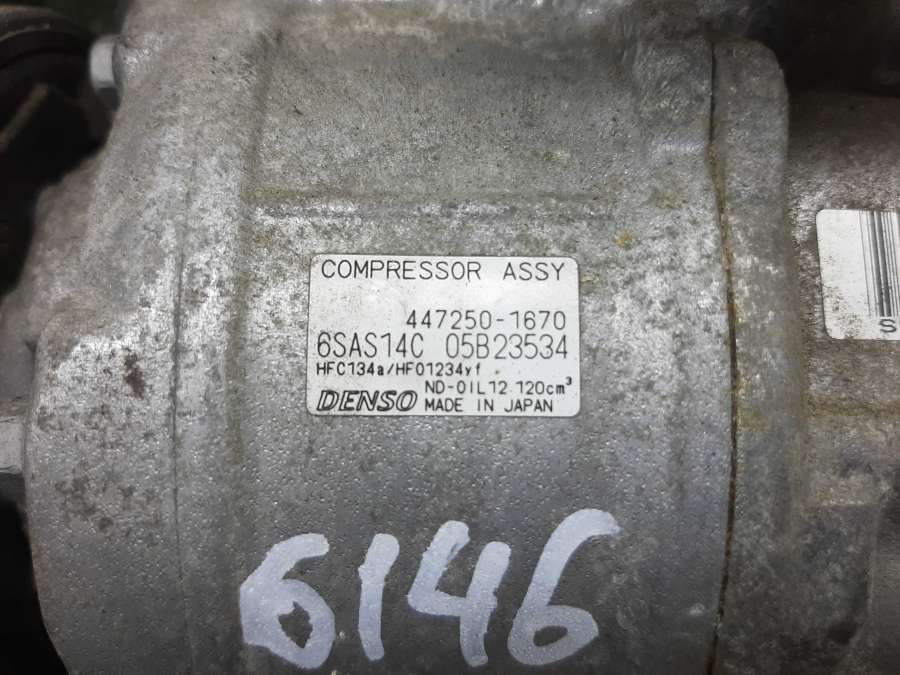 COMPRESSOR ASSY
447250-1670
6SAS14C 05B23534
HFC134a/HFO1234yf
ND-OIL12 120cm³
DENSO MADE IN JAPAN
S
6146